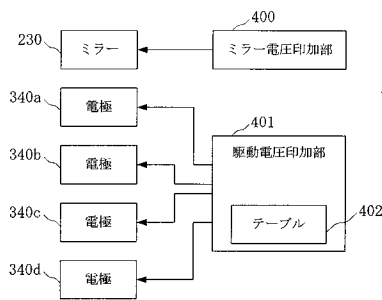 400
230
ミラー
ミラー電圧印加部
340a
電極
401
340b
電極
駆動電圧印加部
340c
電極
テーブル
402
340d
電極